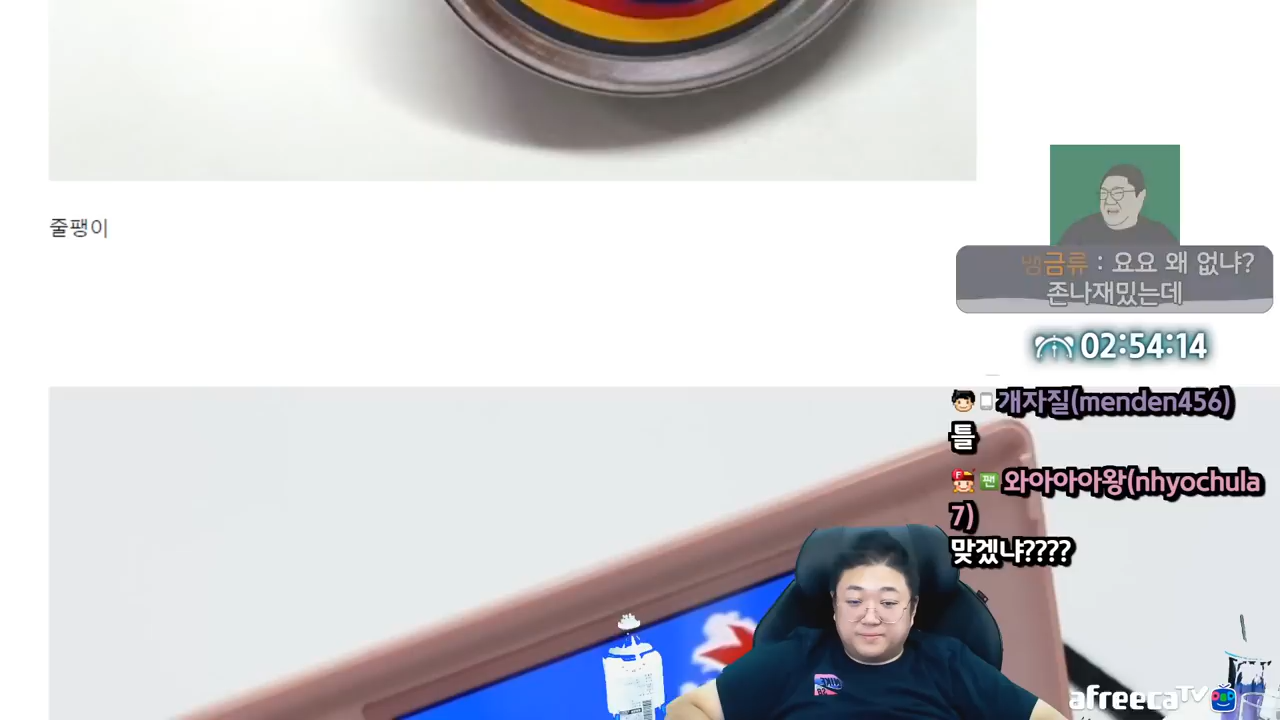 줄팽이
냉금류 : 요요 왜 없냐?
존나재밌는데
02:54:14
개자질(menden456)
틀
와아아아왕(nhyochula
7)
맞겠냐????
afreecaTV